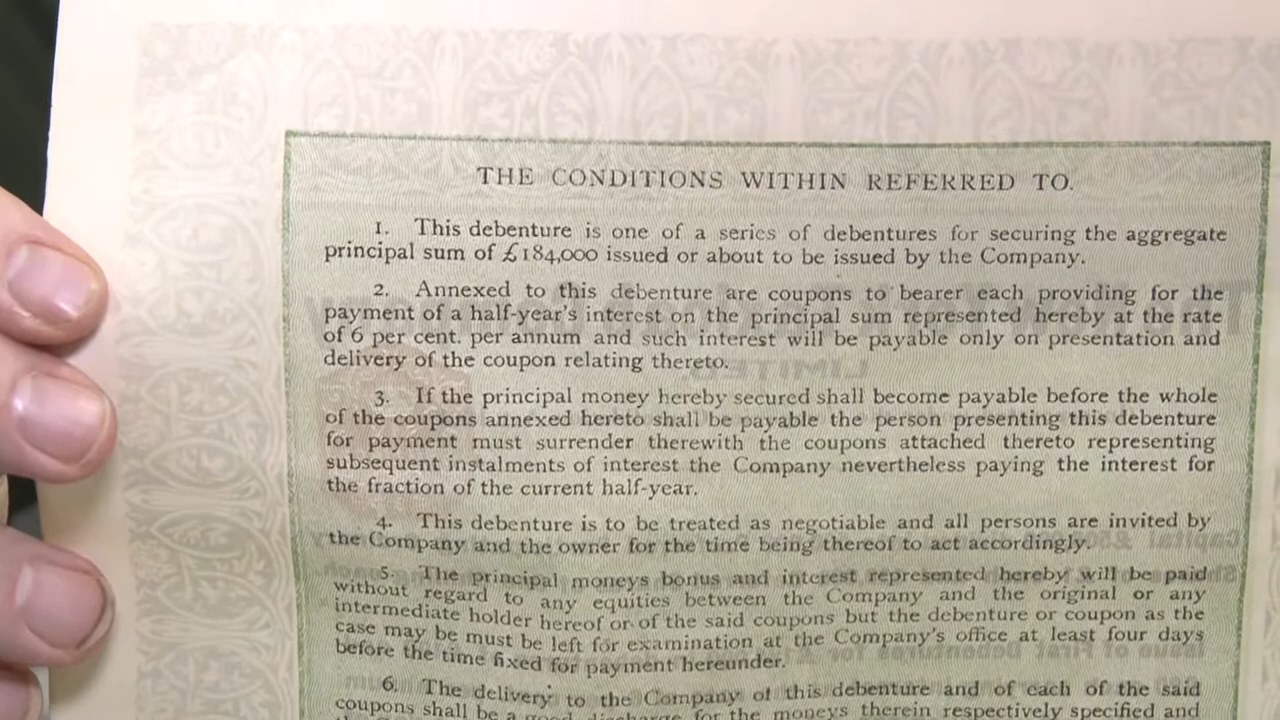 THE CONDITIONS WITHIN REFERRED TO.
1. This debenture is one of a series of debentures for securing the aggregate
principal sum of £184,000 issued or about to be issued by the Company.
2. Annexed to this debenture are coupons to bearer each providing for the
payment of a half-year's interest on the principal sum represented hereby at the rate
of 6 per cent. per annum and such interest will be payable only on presentation and
delivery of the coupon relating thereto.
3. If the principal money hereby secured shall become payable before the whole
of the coupons annexed hereto shall be payable the person presenting this debenture
for payment must surrender therewith the coupons attached thereto representing
subsequent instalments of interest the Company nevertheless paying the interest for
the fraction of the current half-year.
4. This debenture is to be treated as negotiable and all persons are invited by
the Company and the owner for the time being thereof to act accordingly.
5. The principal moneys bonus and interest represented hereby will be paid
without regard to any equities between the Company and the original or any
intermediate holder hereof or of the said coupons but the debenture or coupon as the
case may be must be left for examination at the Company's office at least four days
before the time fixed for payment hereunder.
6. The delivery to the Company of this debenture and of each of the said
coupons shall be a good discharge for the moneys therein respectively specified and